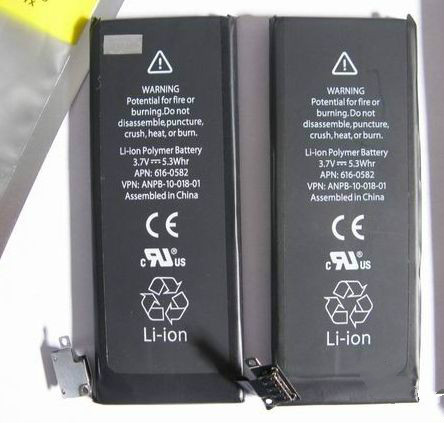 WARNING
Potential for fire or
burning.Do not
disassemble,puncture,
crush, heat, or burn.
Li-ion Polymer Battery
3.7V 5.3Whr
APN: 616-0582
VPN: ANPB-10-018-01
Assembled in China
CE
c RU ® US
Li-ion
WARNING
Potential for fire or
burning.Do not
disassemble,puncture,
crush, heat, or burn.
Li-ion Polymer Battery
3.7V 5.3Whr
APN: 616-0582
VPN: ANPB-10-018-01
Assembled in China
CE
c RU ® US
Li-ion